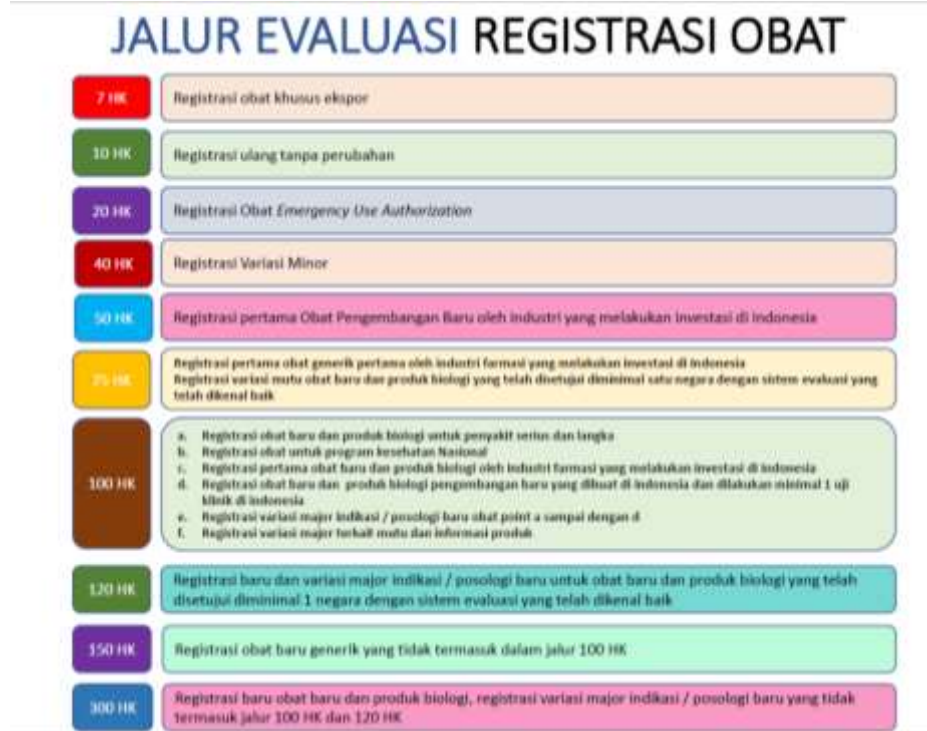 JALUR EVALUASI REGISTRASI OBAT
7 HK
Registrasi obat khusus ekspor
10 HK
Registrasi ulang tanpa perubahan
20 HK
Registrasi Obat Emergency Use Authorization
40 HK
Registrasi Variasi Minor
50 HK
Registrasi pertama Obat Pengembangan Baru oleh industri yang melakukan investasi di Indonesia
75 HK
Registrasi pertama obat generik pertama oleh industri farmasi yang melakukan investasi di Indonesia
Registrasi variasi mutu obat baru dan produk biologi yang telah disetujui diminimal satu negara dengan sistem evaluasi yang
telah dikenal baik
100 HK
a. Registrasi obat baru dan produk biologi untuk penyakit serius dan langka
b. Registrasi obat untuk program kesehatan Nasional
c. Registrasi pertama obat baru dan produk biologi oleh industri farmasi yang melakukan investasi di Indonesia
d. Registrasi obat baru dan produk biologi pengembangan baru yang dibuat di Indonesia dan dilakukan minimal 1 uji
klinik di Indonesia
e. Registrasi variasi major indikasi / posologi baru obat point a sampai dengan d
f. Registrasi variasi major terkait mutu dan informasi produk
120 HK
Registrasi baru dan variasi major indikasi / posologi baru untuk obat baru dan produk biologi yang telah
disetujui diminimal 1 negara dengan sistem evaluasi yang telah dikenal baik
150 HK
Registrasi obat baru generik yang tidak termasuk dalam jalur 100 HK
300 HK
Registrasi baru obat baru dan produk biologi, registrasi variasi major indikasi / posologi baru yang tidak
termasuk jalur 100 HK dan 120 HK